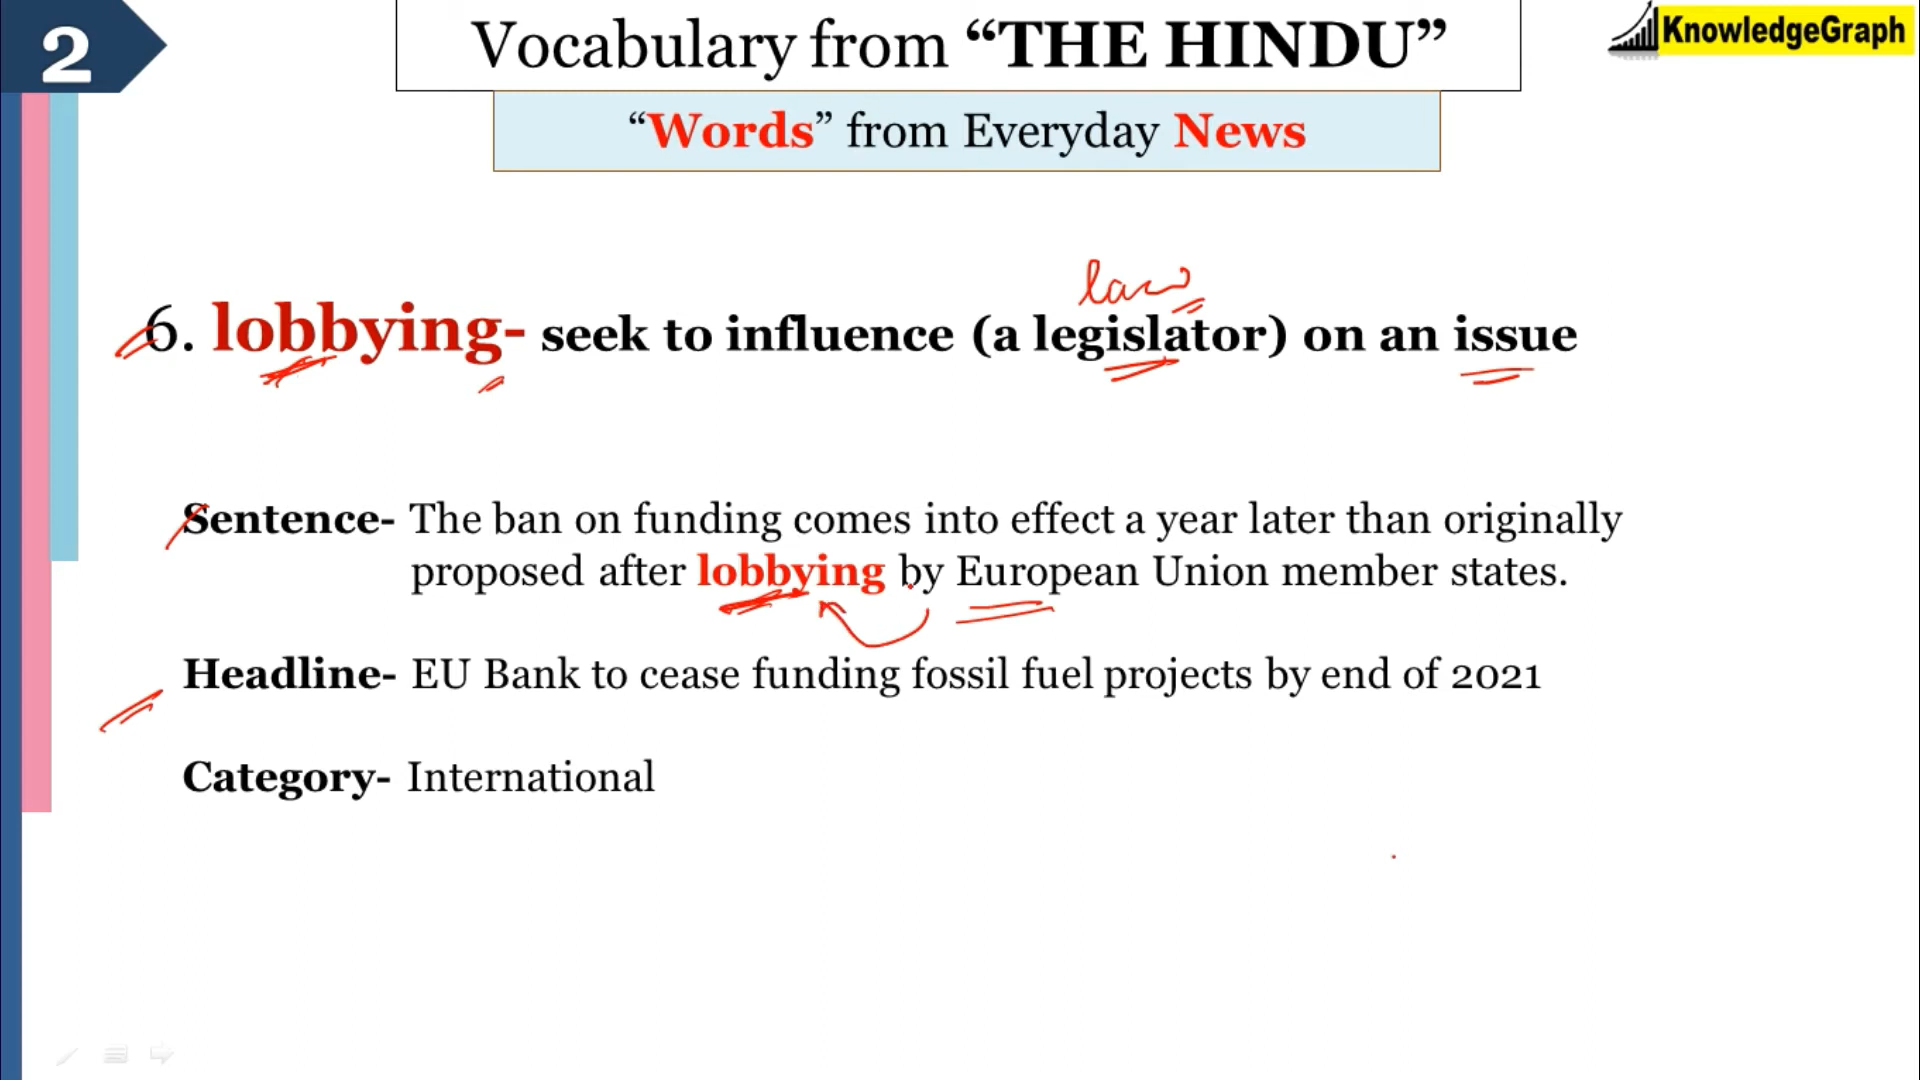 2
Vocabulary from “THE HINDU”
KnowledgeGraph
“Words” from Everyday News
law
6. lobbying- seek to influence (a legislator) on an issue
Sentence- The ban on funding comes into effect a year later than originally
proposed after lobbying by European Union member states.
Headline- EU Bank to cease funding fossil fuel projects by end of 2021
Category- International